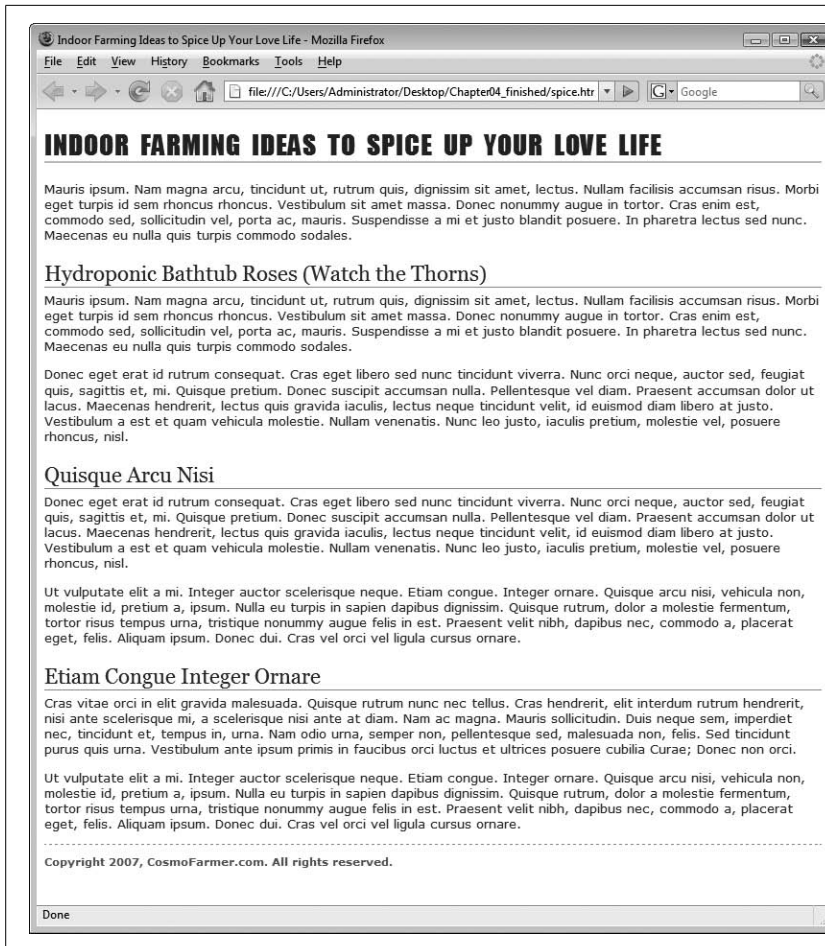 Indoor Farming Ideas to Spice Up Your Love Life - Mozilla Firefox
File Edit View History Bookmarks Tools Help
file:///C:/Users/Administrator/Desktop/Chapter04_finished/spice.htr
G Google
INDOOR FARMING IDEAS TO SPICE UP YOUR LOVE LIFE
Mauris ipsum. Nam magna arcu, tincidunt ut, rutrum quis, dignissim sit amet, lectus. Nullam facilisis accumsan risus. Morbi
eget turpis id sem rhoncus rhoncus. Vestibulum sit amet massa. Donec nonummy augue in tortor. Cras enim est,
commodo sed, sollicitudin vel, porta ac, mauris. Suspendisse a mi et justo blandit posuere. In pharetra lectus sed nunc.
Maecenas eu nulla quis turpis commodo sodales.
Hydroponic Bathtub Roses (Watch the Thorns)
Mauris ipsum. Nam magna arcu, tincidunt ut, rutrum quis, dignissim sit amet, lectus. Nullam facilisis accumsan risus. Morbi
eget turpis id sem rhoncus rhoncus. Vestibulum sit amet massa. Donec nonummy augue in tortor. Cras enim est,
commodo sed, sollicitudin vel, porta ac, mauris. Suspendisse a mi et justo blandit posuere. In pharetra lectus sed nunc.
Maecenas eu nulla quis turpis commodo sodales.
Donec eget erat id rutrum consequat. Cras eget libero sed nunc tincidunt viverra. Nunc orci neque, auctor sed, feugiat
quis, sagittis et, mi. Quisque pretium. Donec suscipit accumsan nulla. Pellentesque vel diam. Praesent accumsan dolor ut
lacus. Maecenas hendrerit, lectus quis gravida iaculis, lectus neque tincidunt velit, id euismod diam libero at justo.
Vestibulum a est et quam vehicula molestie. Nullam venenatis. Nunc leo justo, iaculis pretium, molestie vel, posuere
rhoncus, nisl.
Quisque Arcu Nisi
Donec eget erat id rutrum consequat. Cras eget libero sed nunc tincidunt viverra. Nunc orci neque, auctor sed, feugiat
quis, sagittis et, mi. Quisque pretium. Donec suscipit accumsan nulla. Pellentesque vel diam. Praesent accumsan dolor ut
lacus. Maecenas hendrerit, lectus quis gravida iaculis, lectus neque tincidunt velit, id euismod diam libero at justo.
Vestibulum a est et quam vehicula molestie. Nullam venenatis. Nunc leo justo, iaculis pretium, molestie vel, posuere
rhoncus, nisl.
Ut vulputate elit a mi. Integer auctor scelerisque neque. Etiam congue. Integer ornare. Quisque arcu nisi, vehicula non,
molestie id, pretium a, ipsum. Nulla eu turpis in sapien dapibus dignissim. Quisque rutrum, dolor a molestie fermentum,
tortor risus tempus urna, tristique nonummy augue felis in est. Praesent velit nibh, dapibus nec, commodo a, placerat
eget, felis. Aliquam ipsum. Donec dui. Cras vel orci vel ligula cursus ornare.
Etiam Congue Integer Ornare
Cras vitae orci in elit gravida malesuada. Quisque rutrum nunc nec tellus. Cras hendrerit, elit interdum rutrum hendrerit,
nisi ante scelerisque mi, a scelerisque nisi ante at diam. Nam ac magna. Mauris sollicitudin. Duis neque sem, imperdiet
nec, tincidunt et, tempus in, urna. Nam odio urna, semper non, pellentesque sed, malesuada non, felis. Sed tincidunt
purus quis urna. Vestibulum ante ipsum primis in faucibus orci luctus et ultrices posuere cubilia Curae; Donec non orci.
Ut vulputate elit a mi. Integer auctor scelerisque neque. Etiam congue. Integer ornare. Quisque arcu nisi, vehicula non,
molestie id, pretium a, ipsum. Nulla eu turpis in sapien dapibus dignissim. Quisque rutrum, dolor a molestie fermentum,
tortor risus tempus urna, tristique nonummy augue felis in est. Praesent velit nibh, dapibus nec, commodo a, placerat
eget, felis. Aliquam ipsum. Donec dui. Cras vel orci vel ligula cursus ornare.
Copyright 2007, CosmoFarmer.com. All rights reserved.
Done